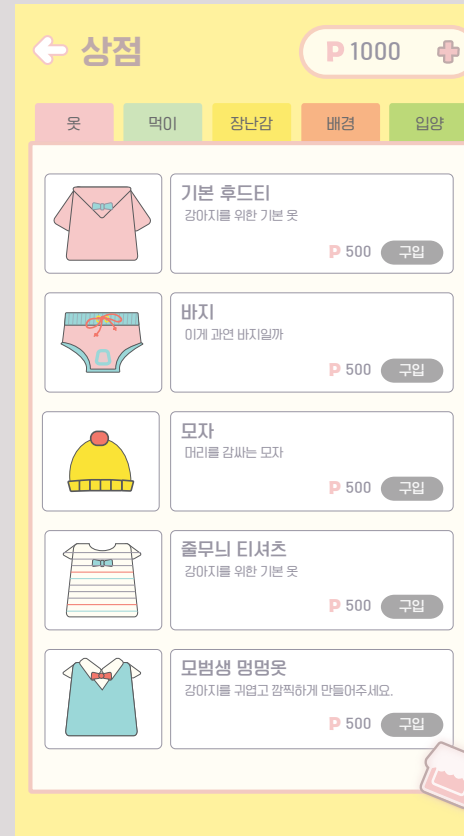 상점
P 1000
옷 먹이 장난감 배경 입양
기본 후드티
강아지를 위한 기본 옷
P 500 구입
바지
이게 과연 바지일까
P 500 구입
모자
머리를 감싸는 모자
P 500 구입
줄무늬 티셔츠
강아지를 위한 기본 옷
P 500 구입
모범생 멍멍옷
강아지를 귀엽고 깜찍하게 만들어주세요.
P 500 구입